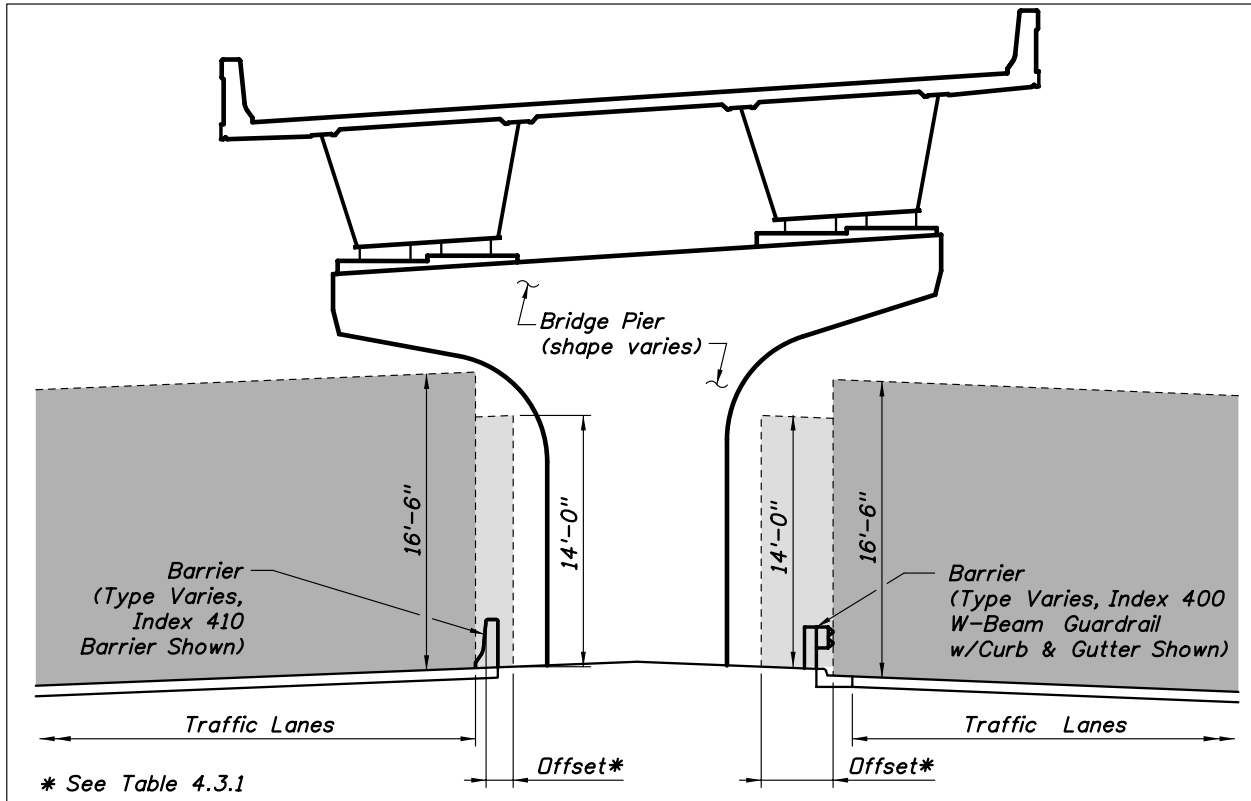 Bridge Pier
(shape varies)
16'-6"
14'-0"
14'-0"
16'-6"
Barrier
(Type Varies,
Index 410
Barrier Shown)
Barrier
(Type Varies, Index 400
W-Beam Guardrail
w/Curb & Gutter Shown)
Traffic Lanes
Traffic Lanes
Offset*
Offset*
* See Table 4.3.1